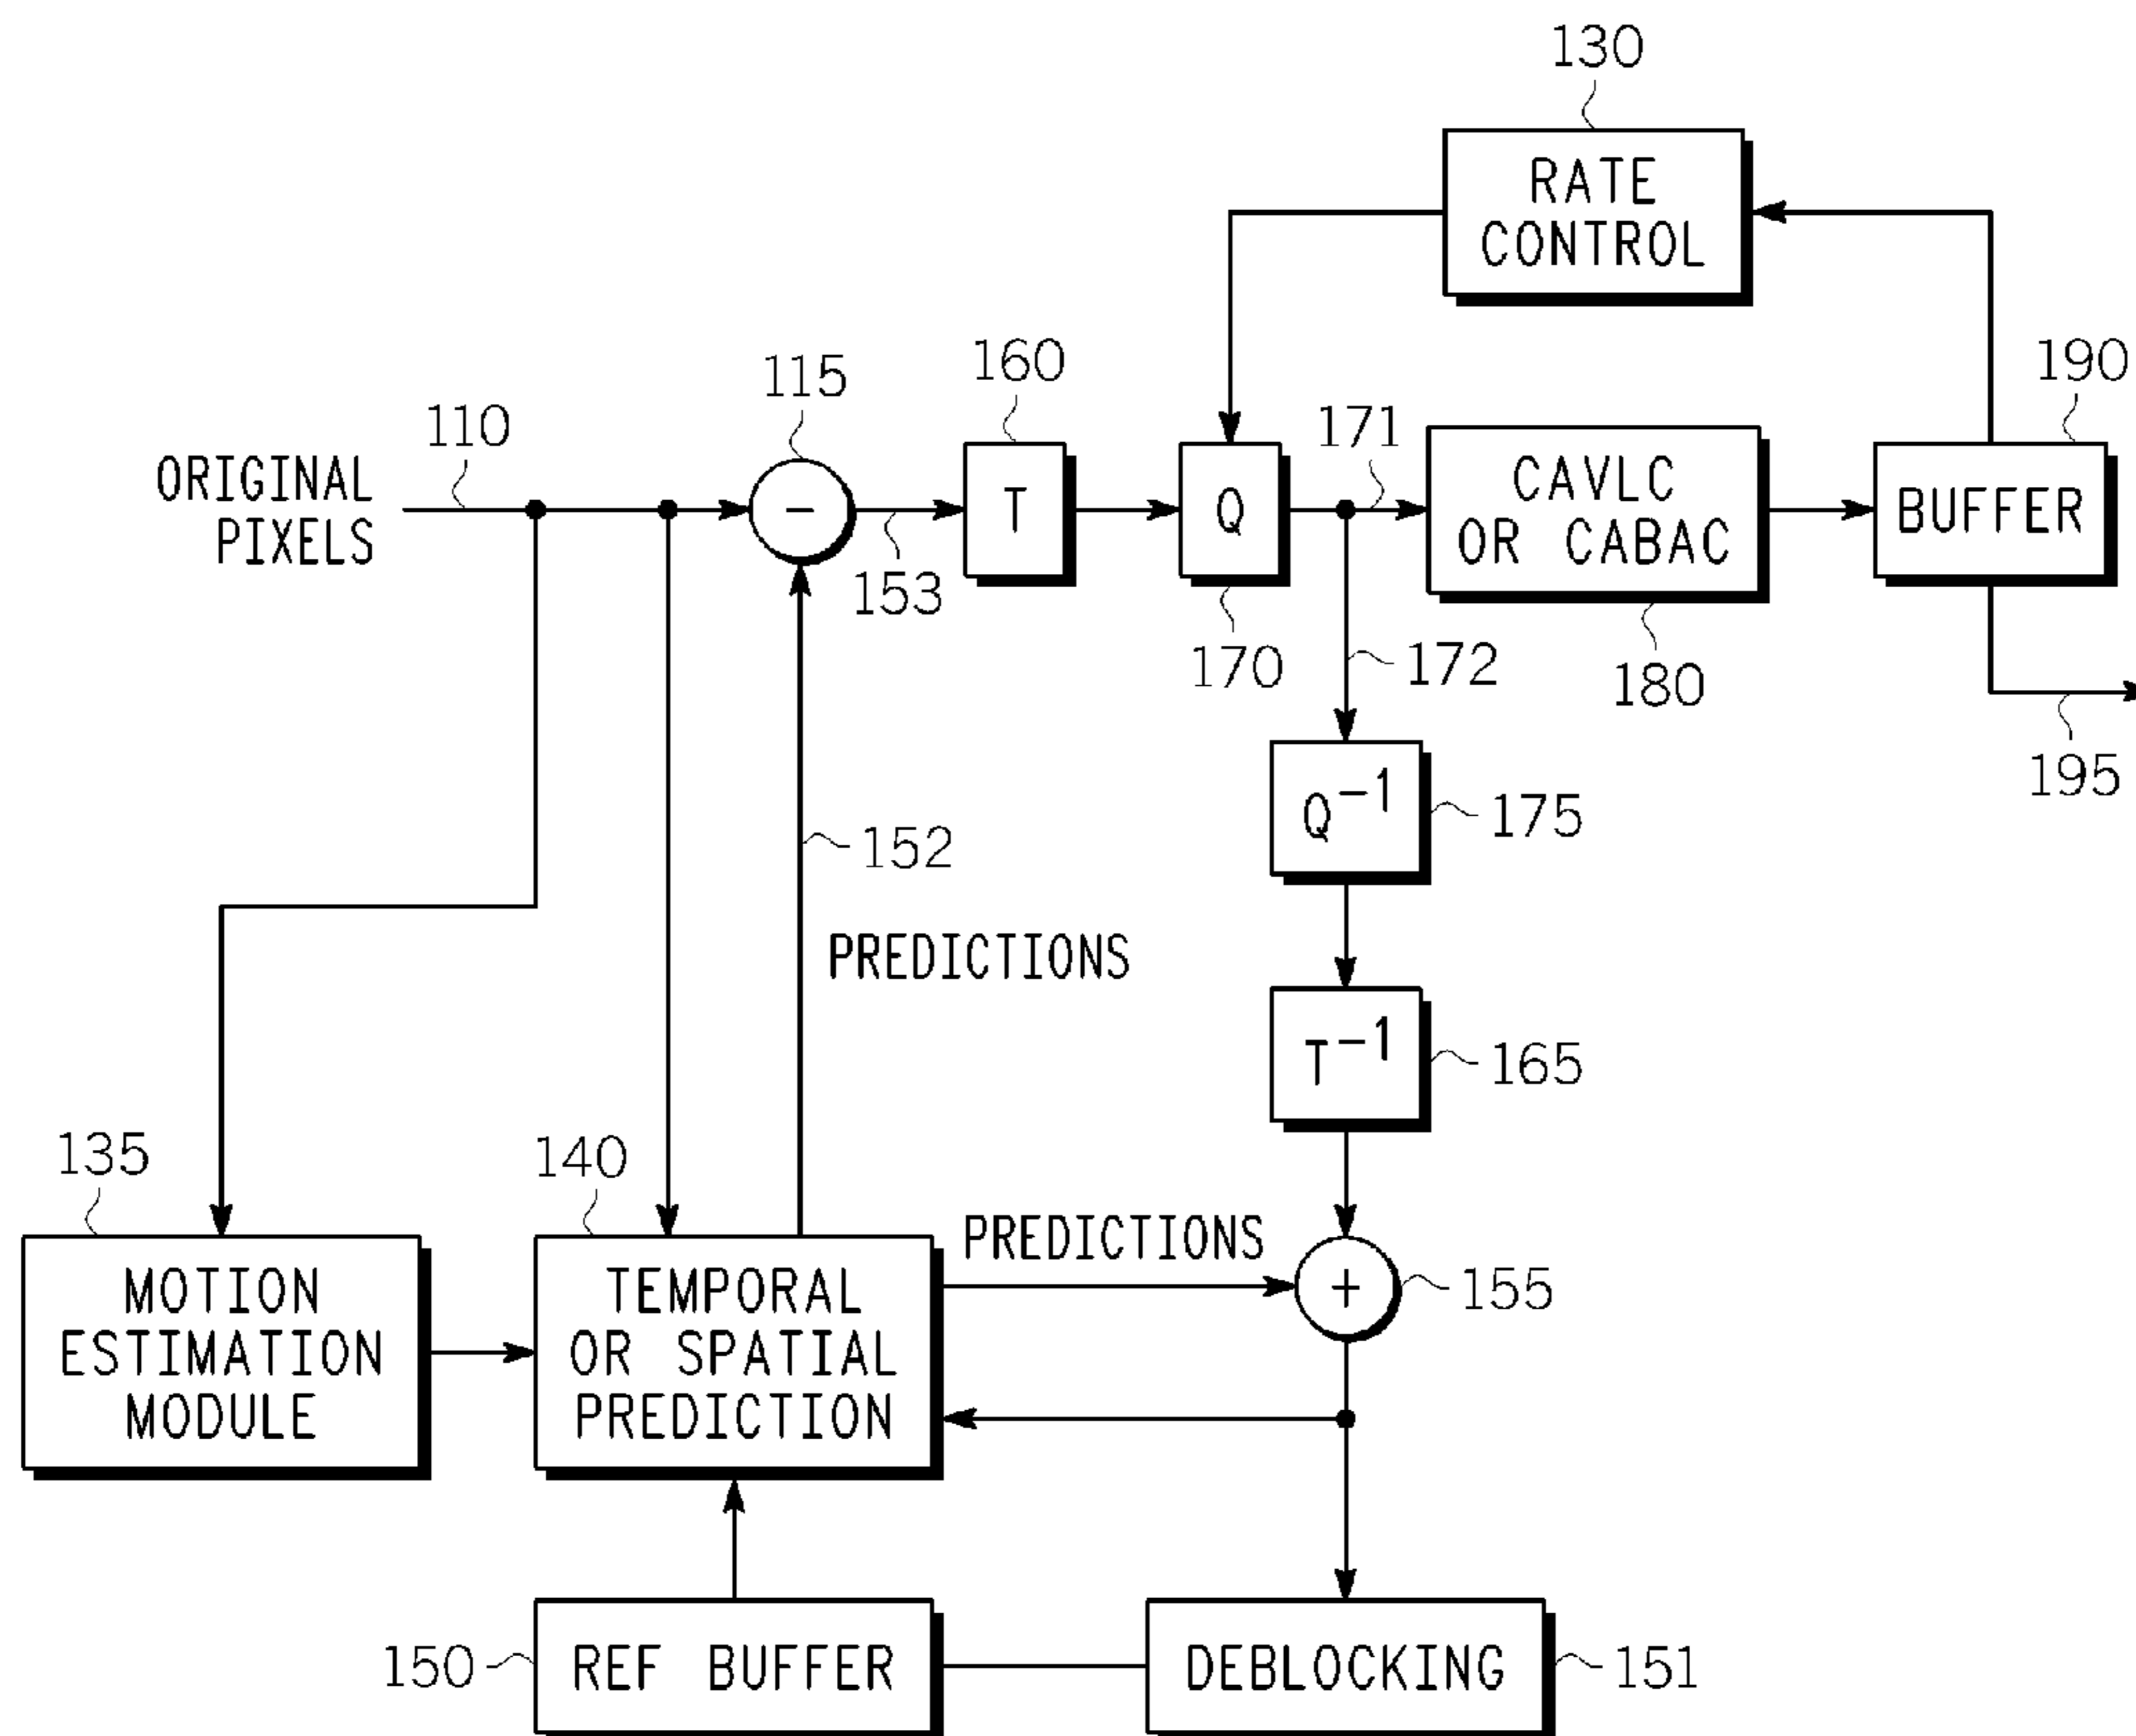 130
RATE
CONTROL
190
160
115
110
171
ORIGINAL
PIXELS
-
T
Q
CAVLC
OR CABAC
BUFFER
153
170
172
180
195
Q-1
175
152
PREDICTIONS
T-1
165
135
140
PREDICTIONS
MOTION
ESTIMATION
MODULE
TEMPORAL
OR SPATIAL
PREDICTION
+
155
150
REF BUFFER
DEBLOCKING
151